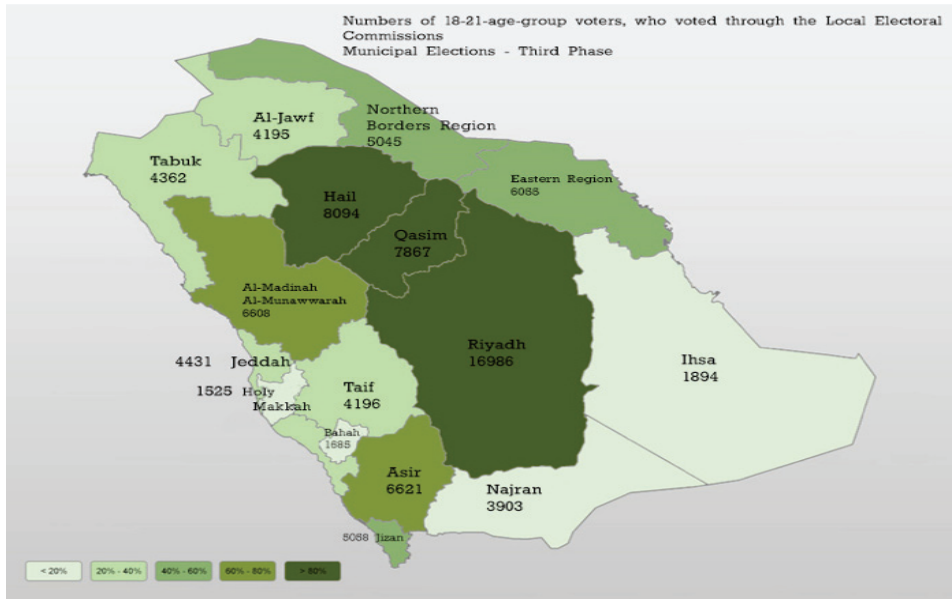 Numbers of 18-21-age-group voters, who voted through the Local Electoral
Commissions
Municipal Elections - Third Phase
Al-Jawf
4195
Northern
Borders Region
5045
Tabuk
4362
Eastern Region
6088
Hail
8094
Qasim
7867
Al-Madinah
Al-Munawwarah
6608
Riyadh
16986
4431 Jeddah
Ihsa
1894
1525 Holy
Makkah
Taif
4196
Bahah
1685
Asir
6621
Najran
3903
5058 Jizan
< 20%
20% - 40%
40% - 60%
60% - 80%
> 80%